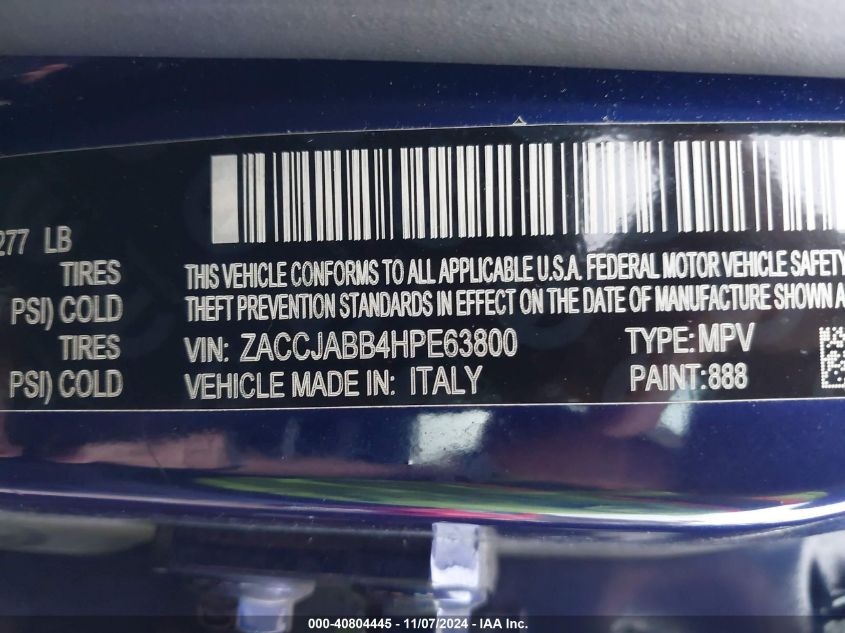 277 LB
TIRES
PSI) COLD
TIRES
PSI) COLD
THIS VEHICLE CONFORMS TO ALL APPLICABLE U.S.A. FEDERAL MOTOR VEHICLE SAFETY
THEFT PREVENTION STANDARDS IN EFFECT ON THE DATE OF MANUFACTURE SHOWN A
VIN: ZACCJABB4HPE63800 TYPE: MPV
VEHICLE MADE IN: ITALY PAINT: 888
000-40804445 - 11/07/2024 - IAA Inc.